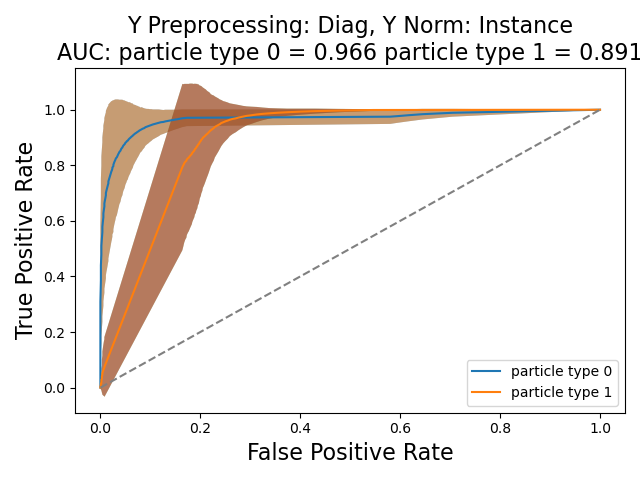 Y Preprocessing: Diag, Y Norm: Instance
AUC: particle type 0 = 0.966 particle type 1 = 0.891
True Positive Rate
1.0
0.8
0.6
0.4
0.2
0.0
particle type 0
particle type 1
0.0 0.2 0.4 0.6 0.8 1.0
False Positive Rate